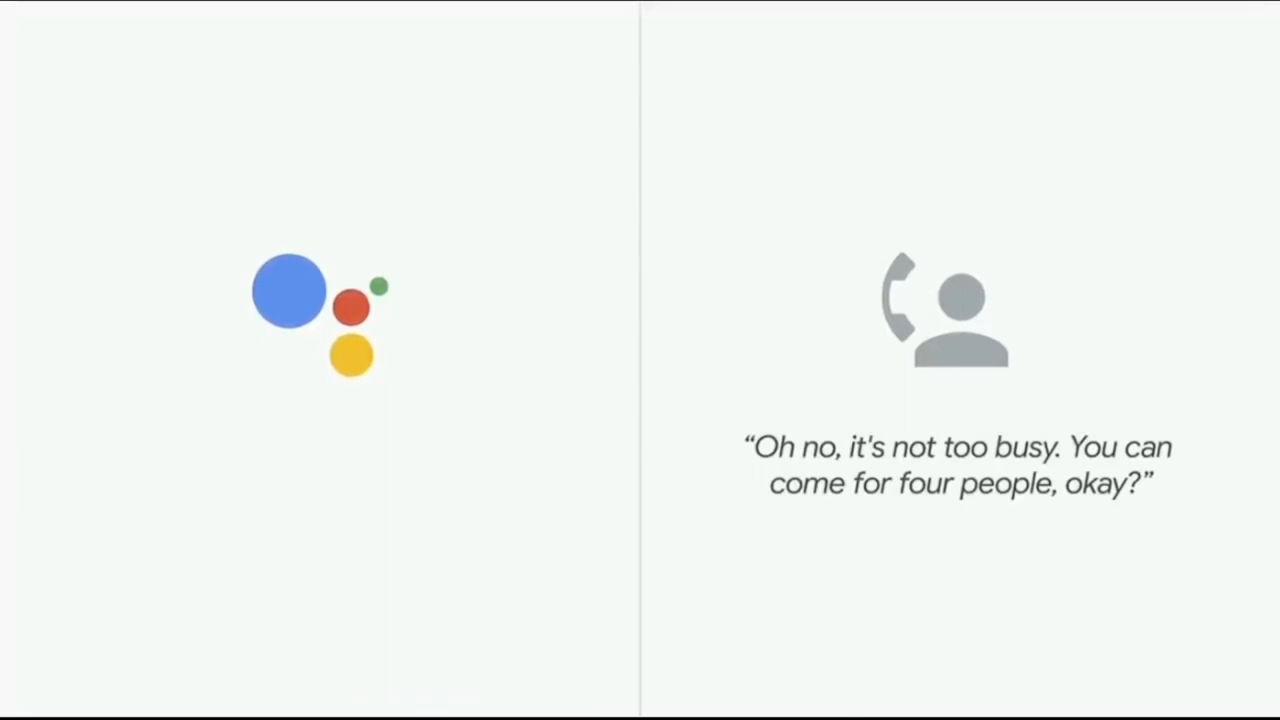 “Oh no, it's not too busy. You can
come for four people, okay?”